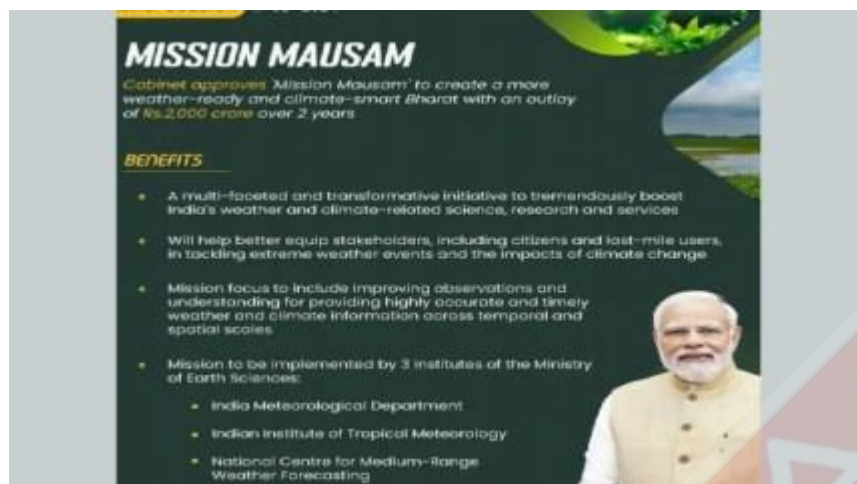 MISSION MAUSAM
Cabinet approves 'Mission Mausam' to create a more
weather-ready and climate-smart Bharat with an outlay
of Rs.2,000 crore over 2 years
BENEFITS
• A multi-faceted and transformative initiative to tremendously boost
India's weather and climate-related science, research and services
• Will help better equip stakeholders, including citizens and last-mile users,
in tackling extreme weather events and the impacts of climate change
• Mission focus to include improving observations and
understanding for providing highly accurate and timely
weather and climate information across temporal and
spatial scales
• Mission to be implemented by 3 institutes of the Ministry
of Earth Sciences:
• India Meteorological Department
• Indian Institute of Tropical Meteorology
• National Centre for Medium-Range
Weather Forecasting